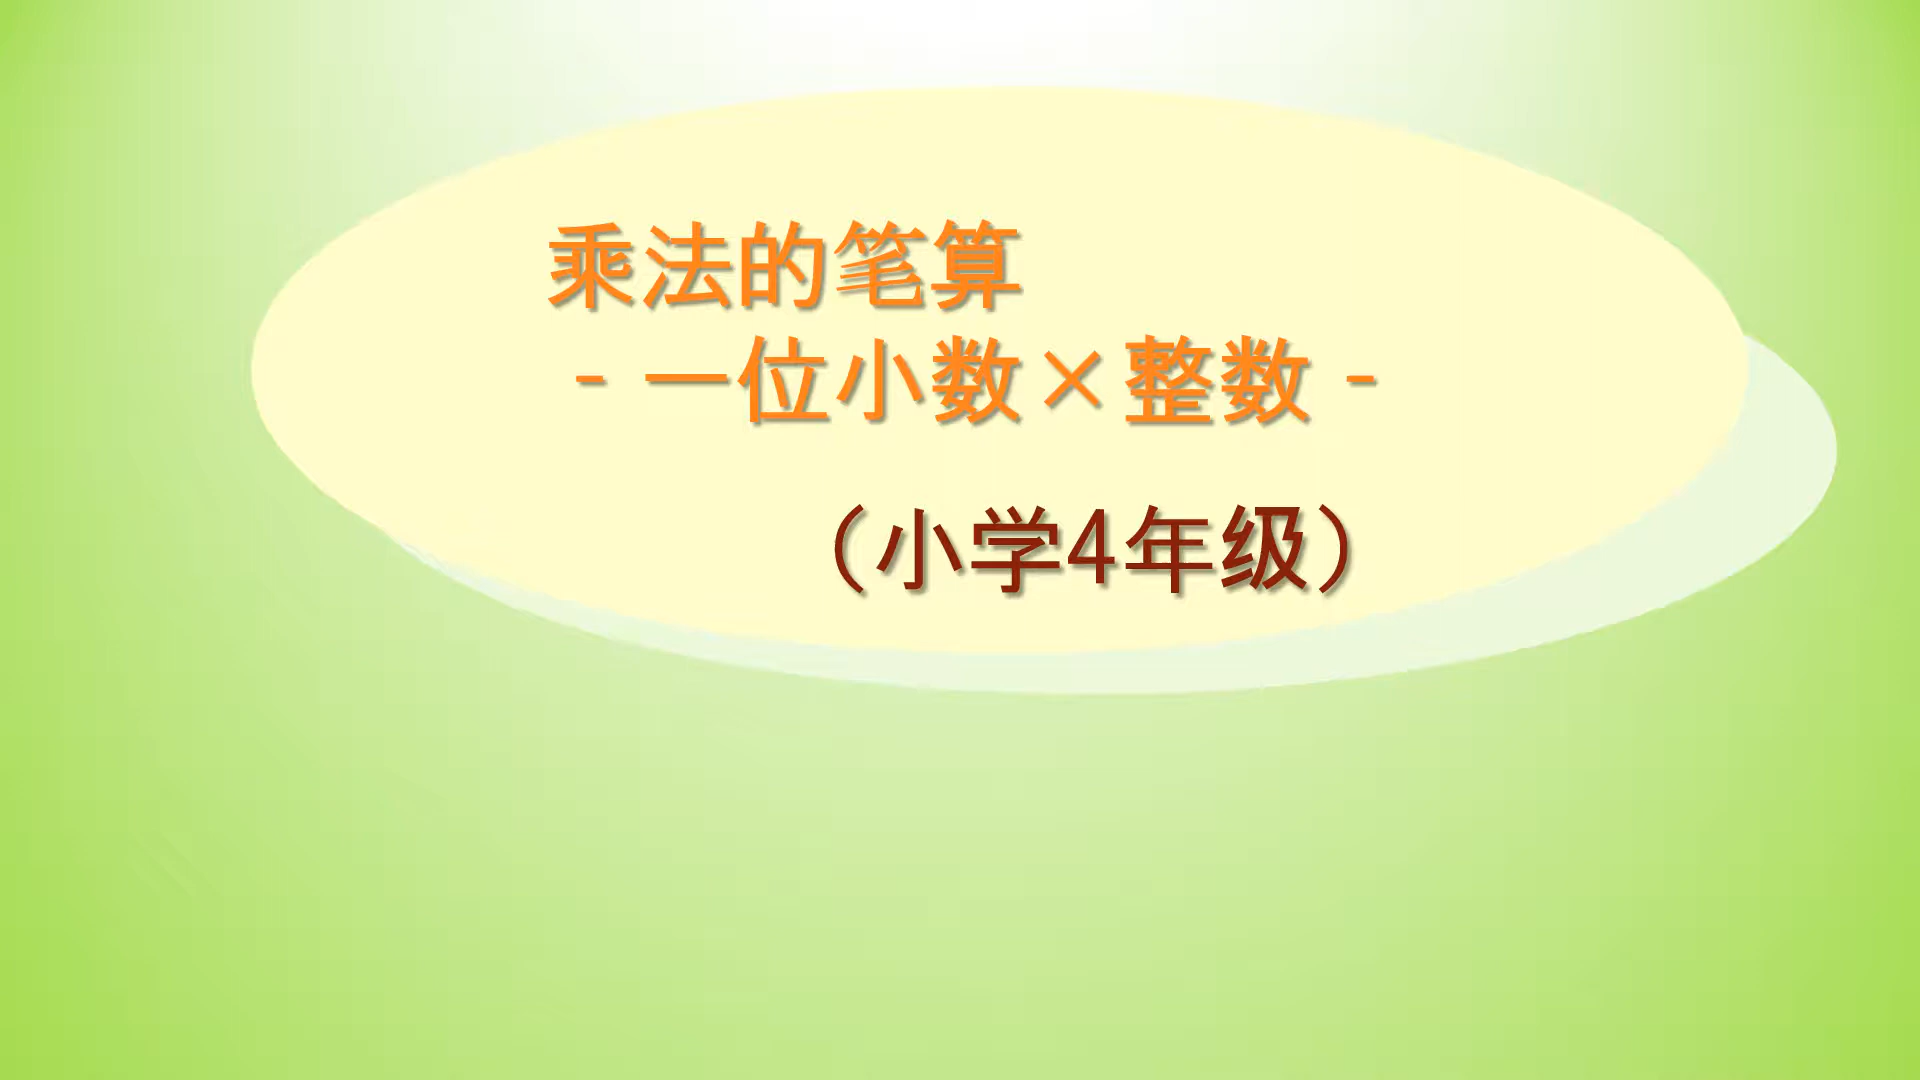 乘法的笔算
- 一位小数×整数 -
（小学4年级）